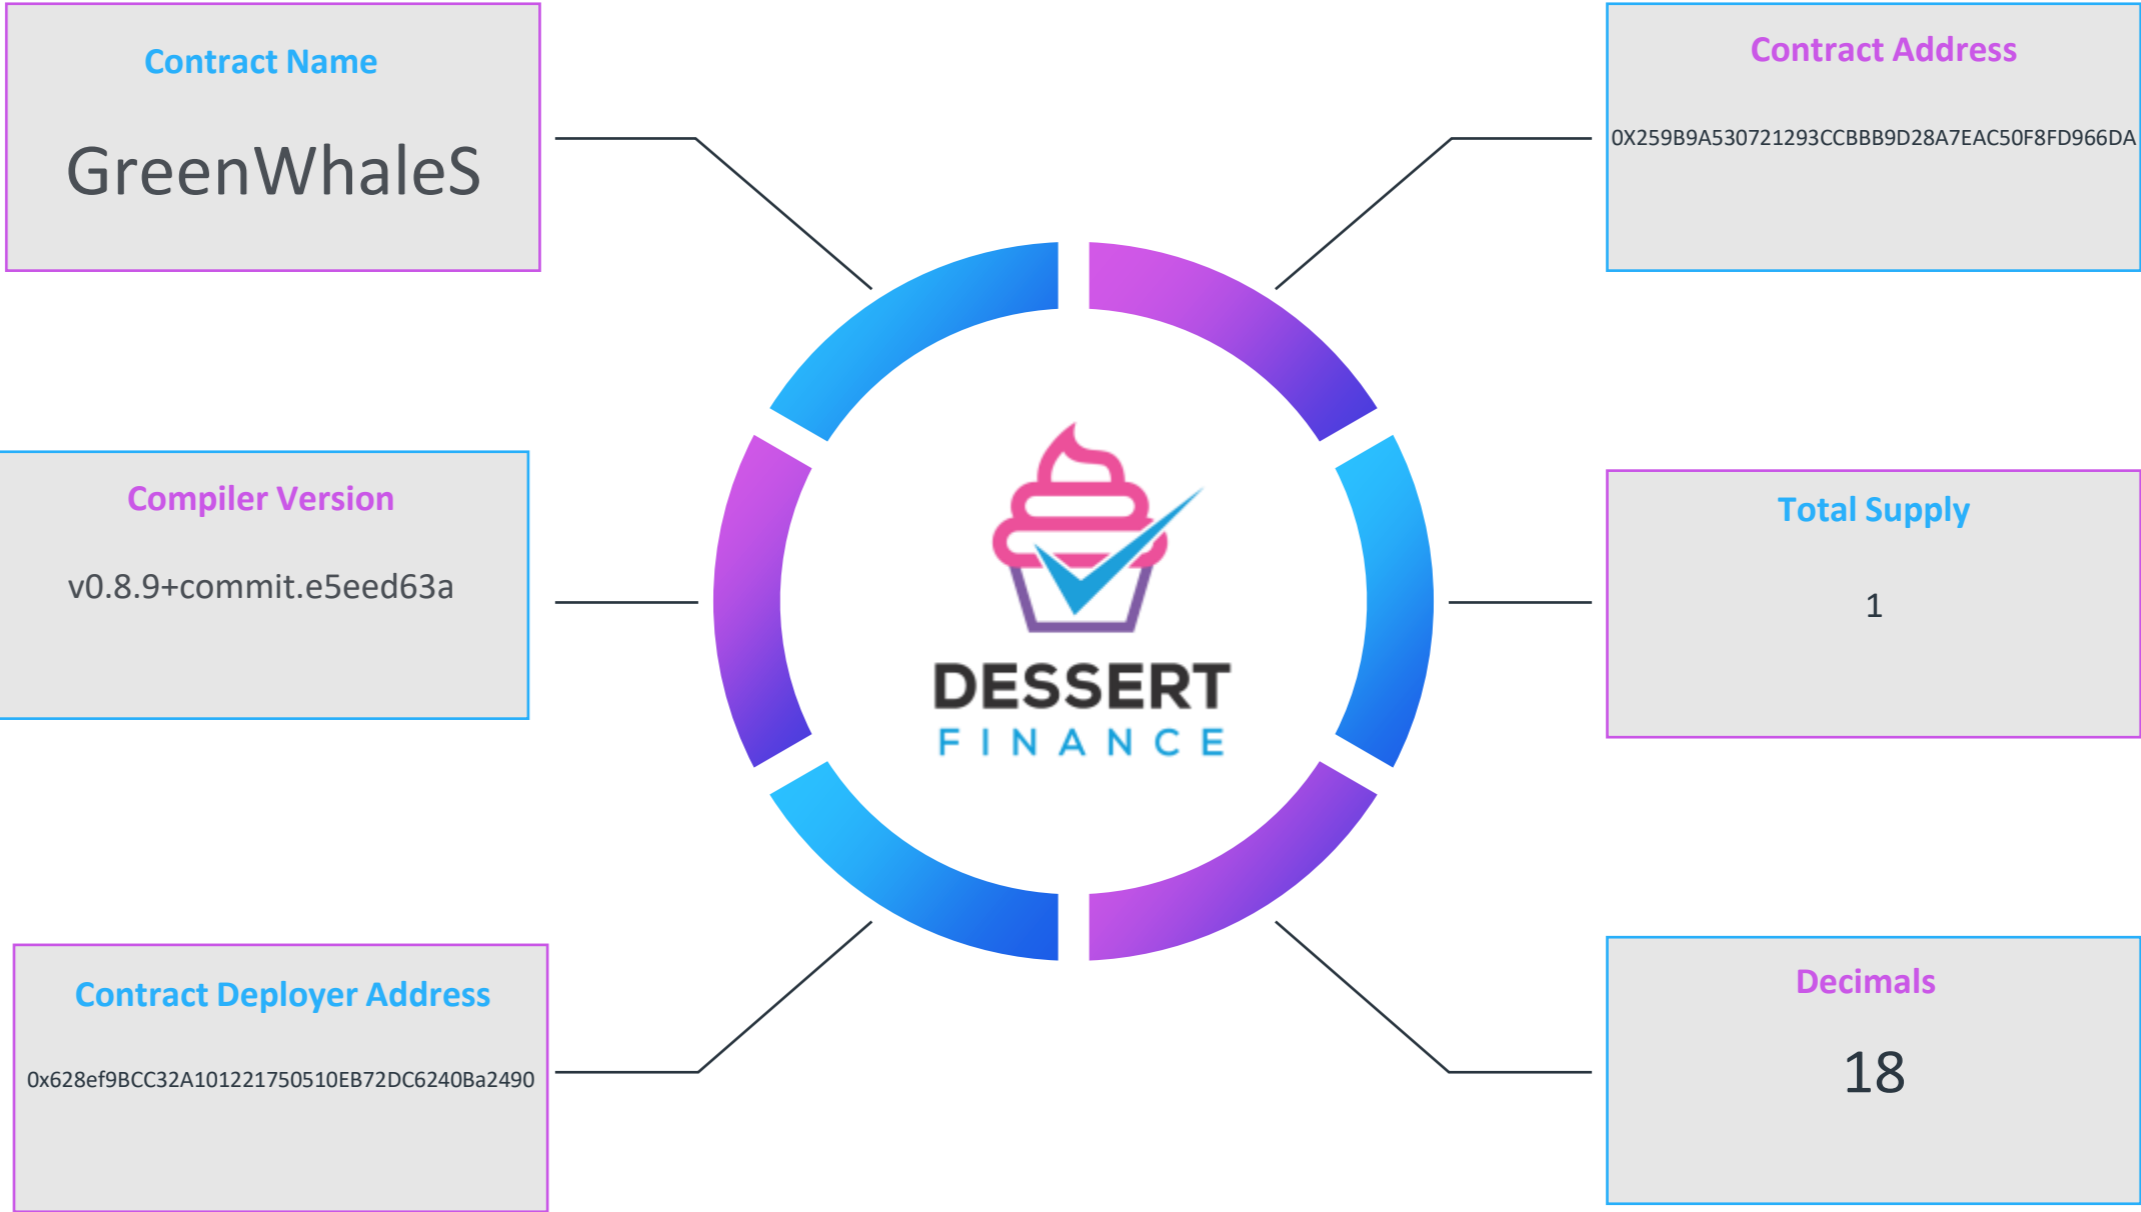 Contract Name
GreenWhaleS
Contract Address
0X259B9A530721293CCBBB9D28A7EAC50F8FD966DA
Compiler Version
v0.8.9+commit.e5eed63a
Total Supply
1
DESSERT
FINANCE
Contract Deployer Address
0x628ef9BCC32A101221750510EB72DC6240Ba2490
Decimals
18